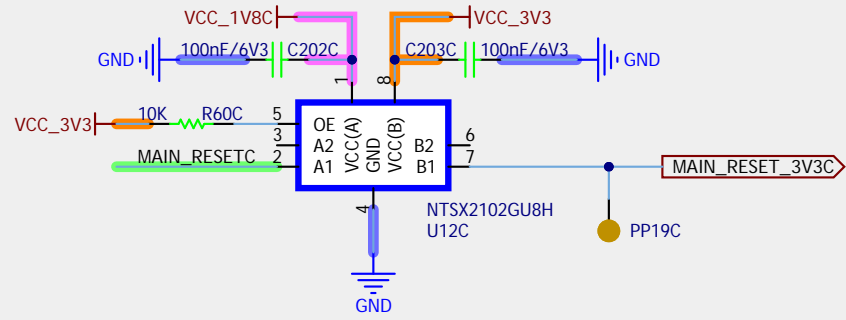 VCC_1V8C
VCC_3V3
GND
100nF/6V3
C202C
C203C
100nF/6V3
GND
1
8
VCC_3V3
10K
R60C
5
OE
VCC(A)
GND
VCC(B)
3
A2
B2
6
MAIN_RESETC
2
A1
B1
7
MAIN_RESET_3V3C
4
NTSX2102GU8H
U12C
PP19C
GND